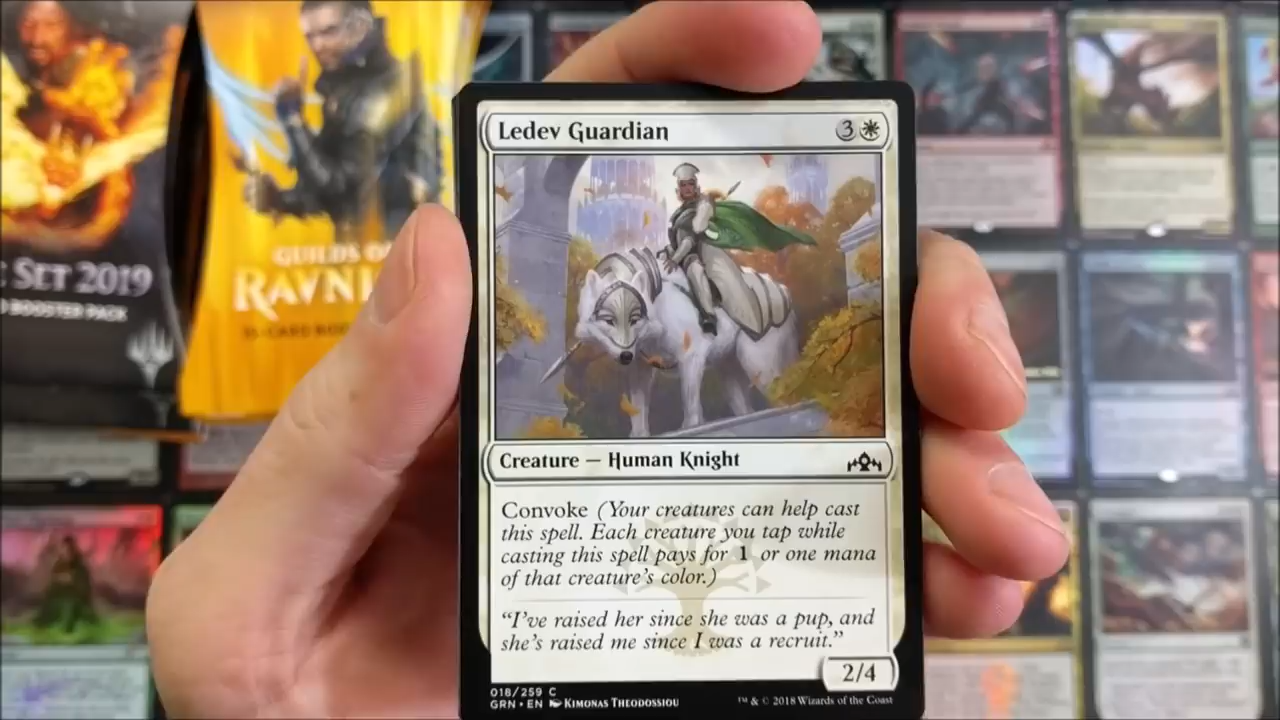 SET 2019
BOOSTER PACK
GUILDS OF
RAVNI
Ledev Guardian 3
Creature — Human Knight
Convoke (Your creatures can help cast
this spell. Each creature you tap while
casting this spell pays for 1 or one mana
of that creature's color.)
"I've raised her since she was a pup, and
she's raised me since I was a recruit."
2/4
018/259 C
GRN • EN KIMONAS THEODOSSIOU
™ & © 2018 Wizards of the Coast